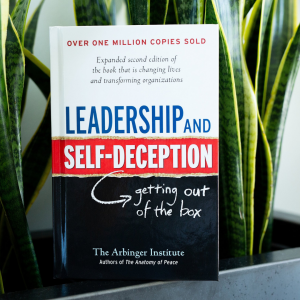 OVER ONE MILLION COPIES SOLD
Expanded second edition of
the book that is changing lives
and transforming organizations
LEADERSHIP AND
SELF-DECEPTION
getting out
of the box
The Arbinger Institute
Authors of The Anatomy of Peace